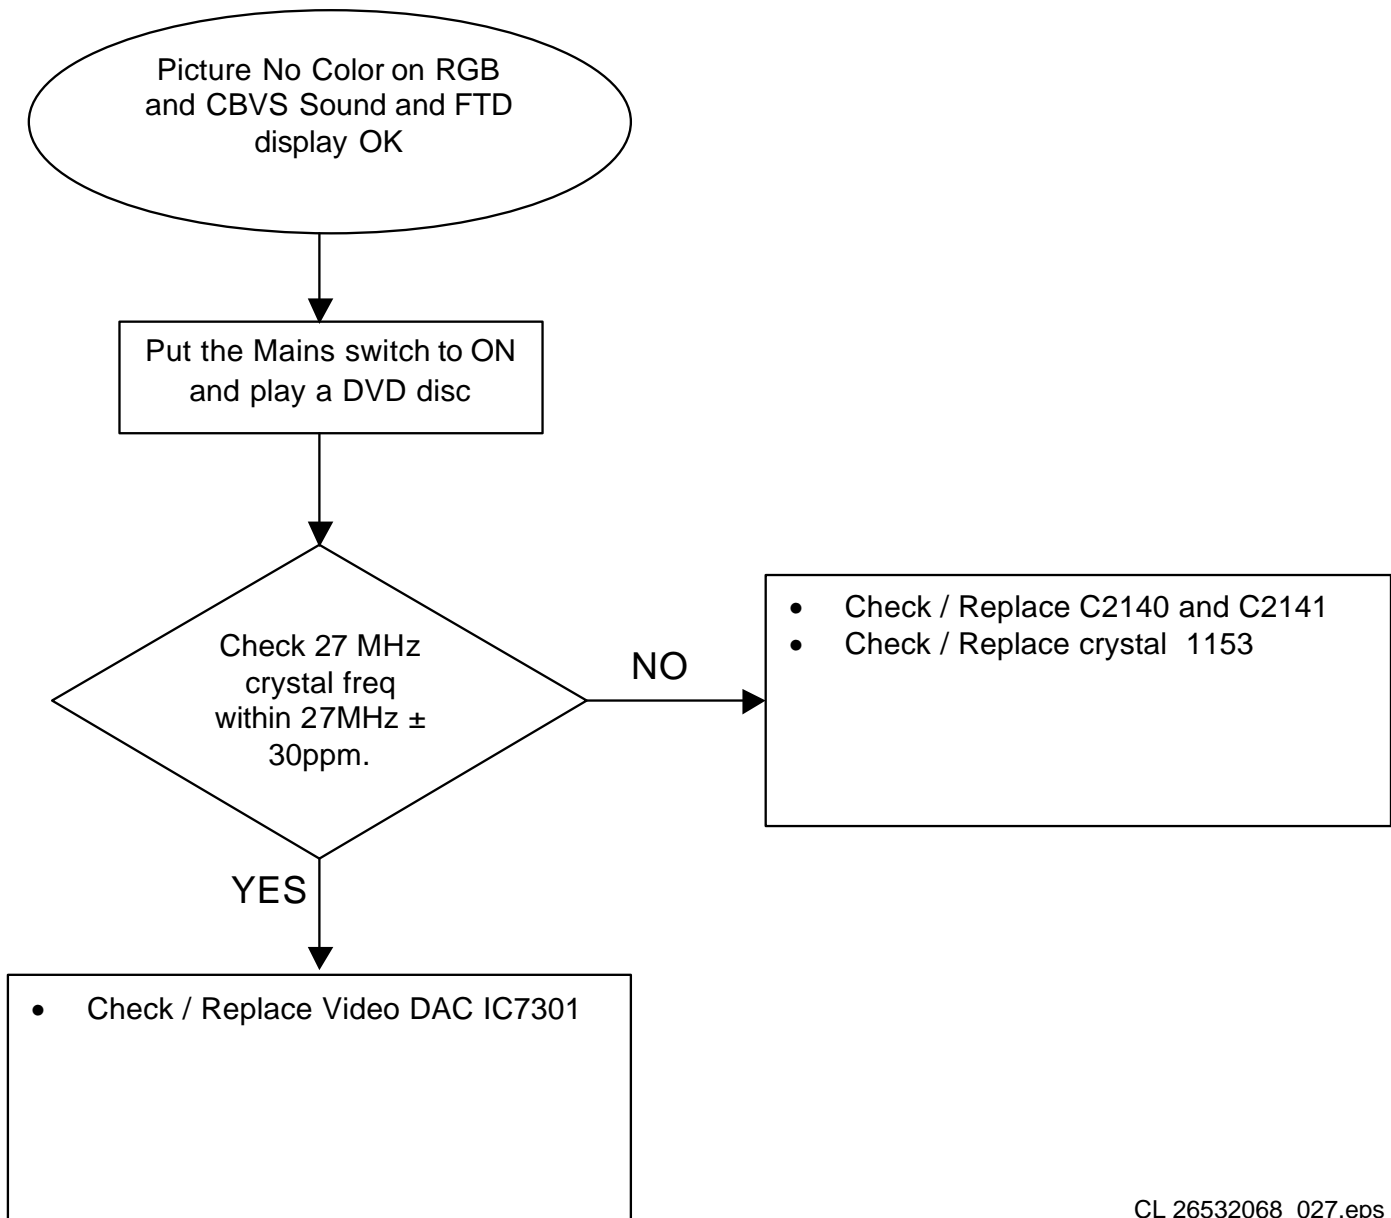 Picture No Color on RGB
and CBVS Sound and FTD
display OK
Put the Mains switch to ON
and play a DVD disc
Check 27 MHz
crystal freq
within 27MHz ±
30ppm.
NO
• Check / Replace C2140 and C2141
• Check / Replace crystal 1153
YES
• Check / Replace Video DAC IC7301
CL 26532068_027.eps